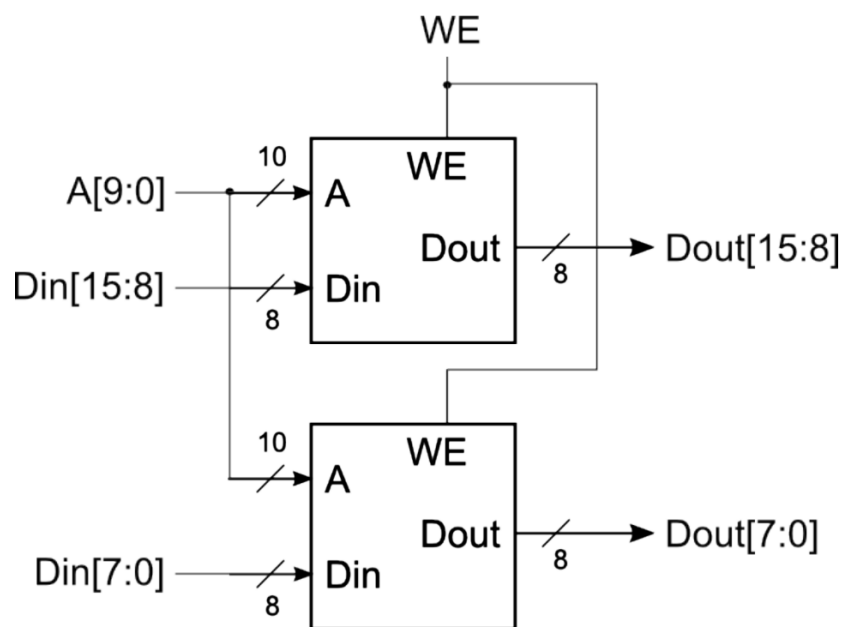 WE
10
WE
A[9:0]
A
Dout
Dout[15:8]
8
Din[15:8]
Din
8
10
WE
A
Dout
Dout[7:0]
8
Din[7:0]
Din
8